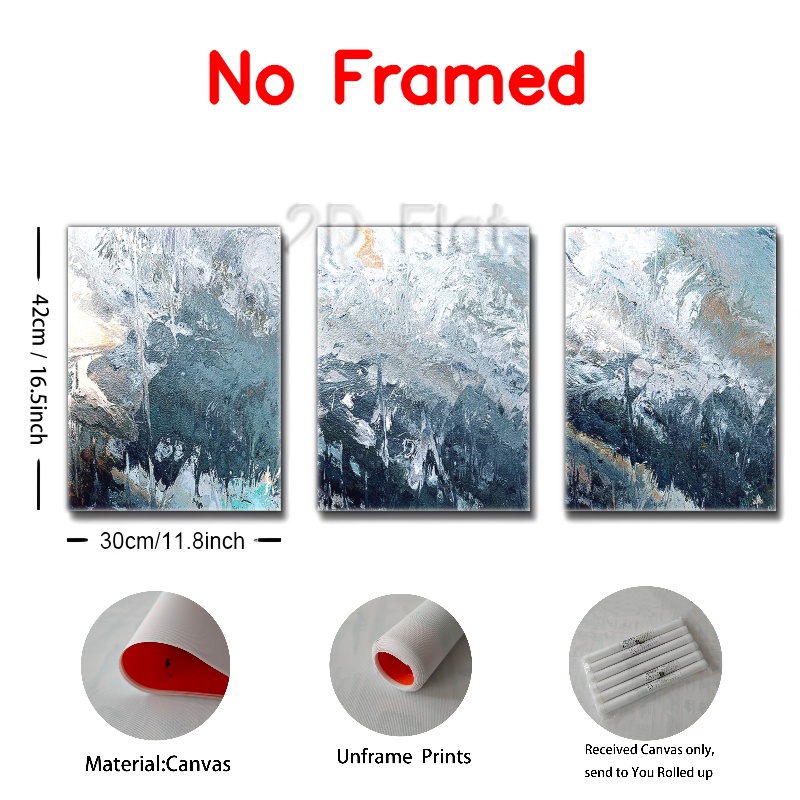 No Framed
2D Flat
42cm / 16.5inch
30cm/11.8inch
Material:Canvas
Unframe Prints
Received Canvas only,
send to You Rolled up